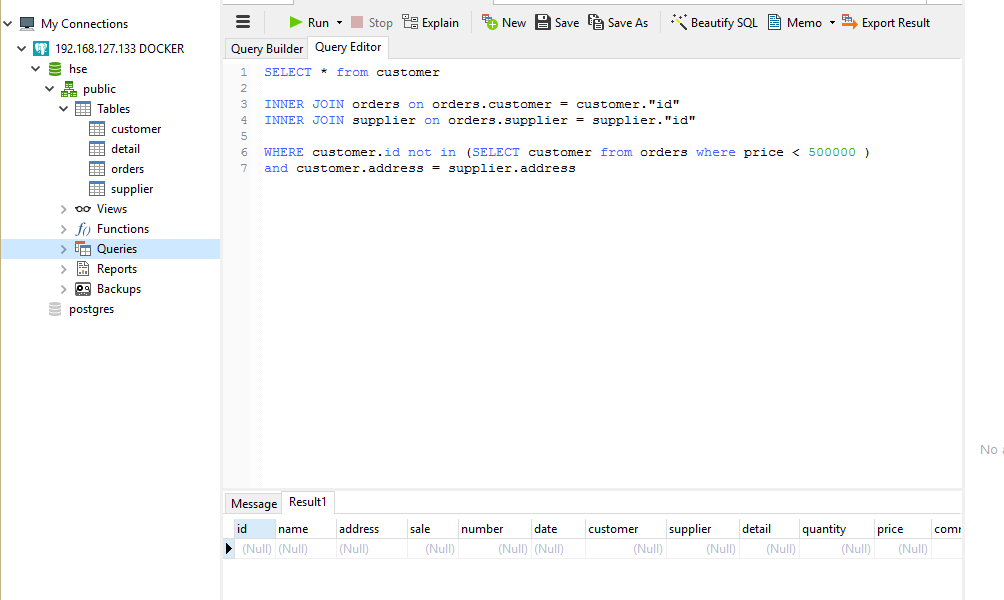 My Connections
192.168.127.133 DOCKER
hse
public
Tables
customer
detail
orders
supplier
Views
f() Functions
Queries
Reports
Backups
postgres
Run Stop Explain New Save Save As Beautify SQL Memo Export Result
Query Builder Query Editor
1 SELECT * from customer
2
3 INNER JOIN orders on orders.customer = customer."id"
4 INNER JOIN supplier on orders.supplier = supplier."id"
5
6 WHERE customer.id not in (SELECT customer from orders where price < 500000 )
7 and customer.address = supplier.address
No
Message Result1
id name address sale number date customer supplier detail quantity price
(Null) (Null) (Null) (Null) (Null) (Null) (Null) (Null) (Null) (Null) (Null)